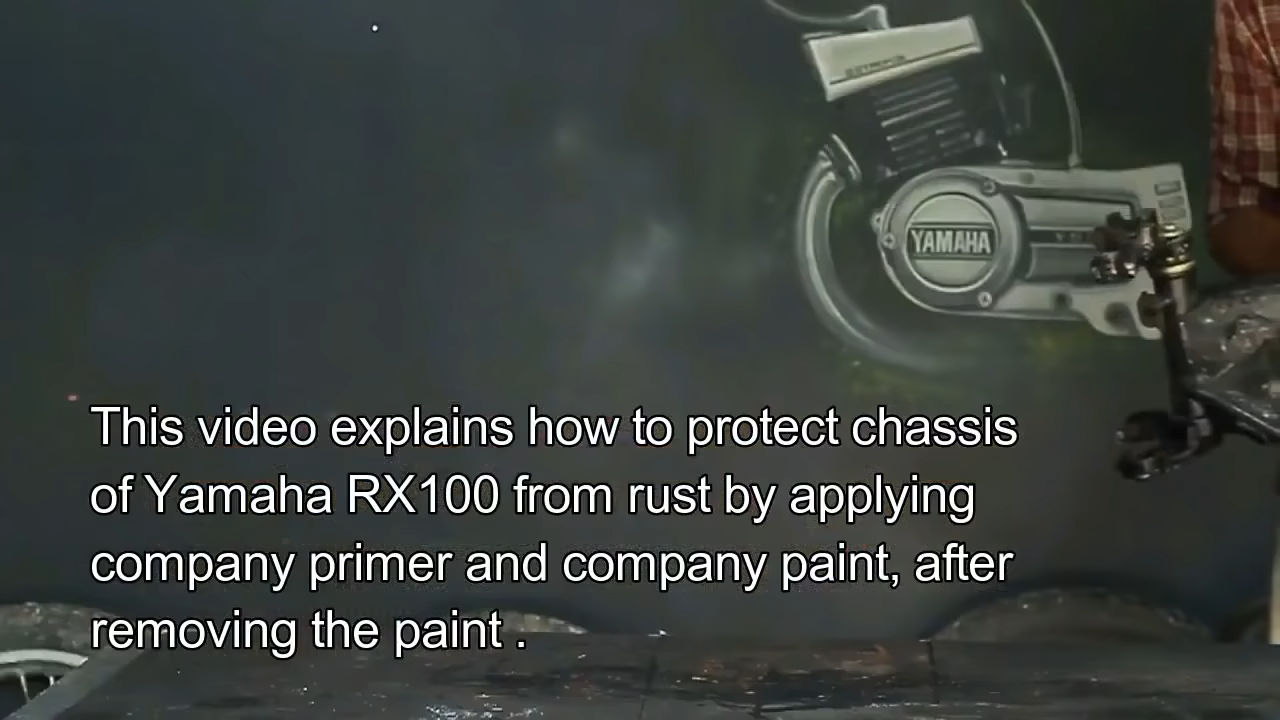 YAMAHA
This video explains how to protect chassis
of Yamaha RX100 from rust by applying
company primer and company paint, after
removing the paint .